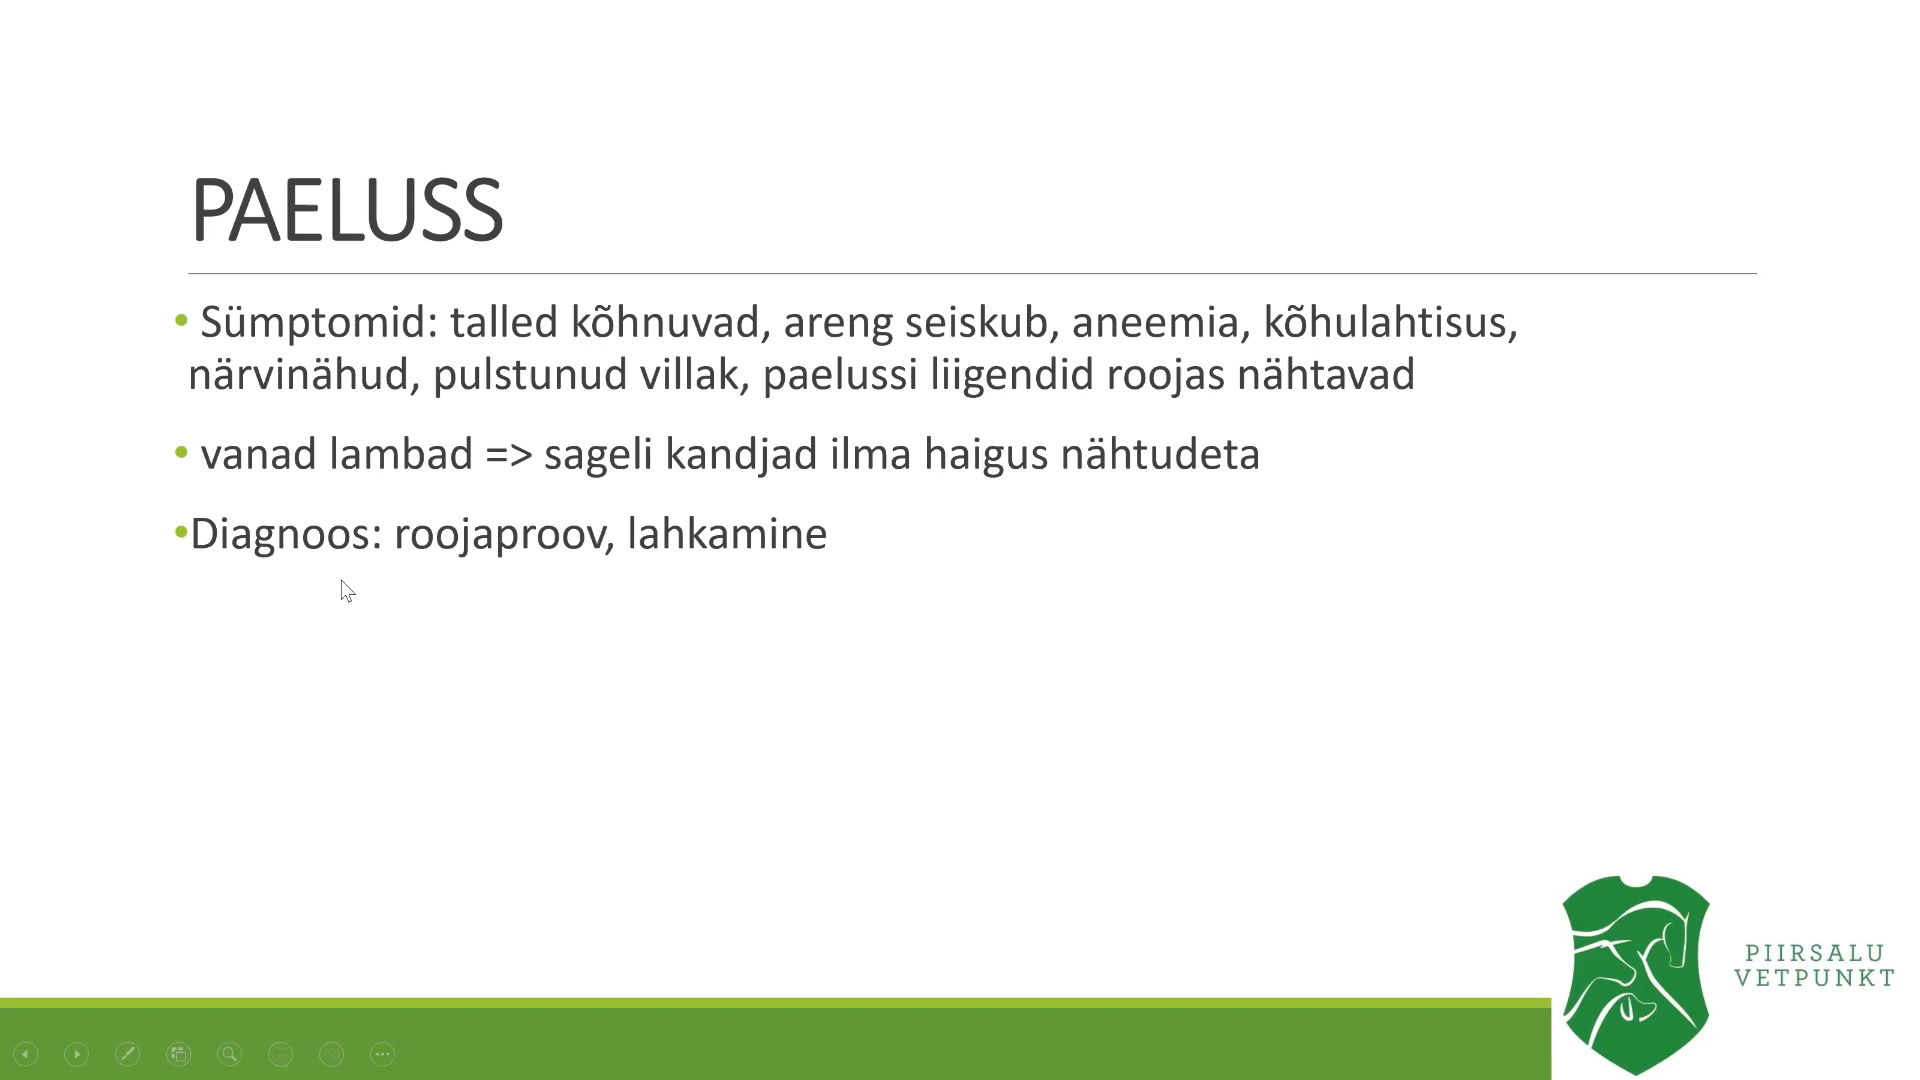 PAELUSS
• Sümptomid: talled kõhnuvad, areng seiskub, aneemia, kõhulahtisus,
närvinähud, pulstunud villak, paelussi liigendid roojas nähtavad
• vanad lambad => sageli kandjad ilma haigus nähtudeta
•Diagnoos: roojaproov, lahkamine
PIIRSALU
VETPUNKT